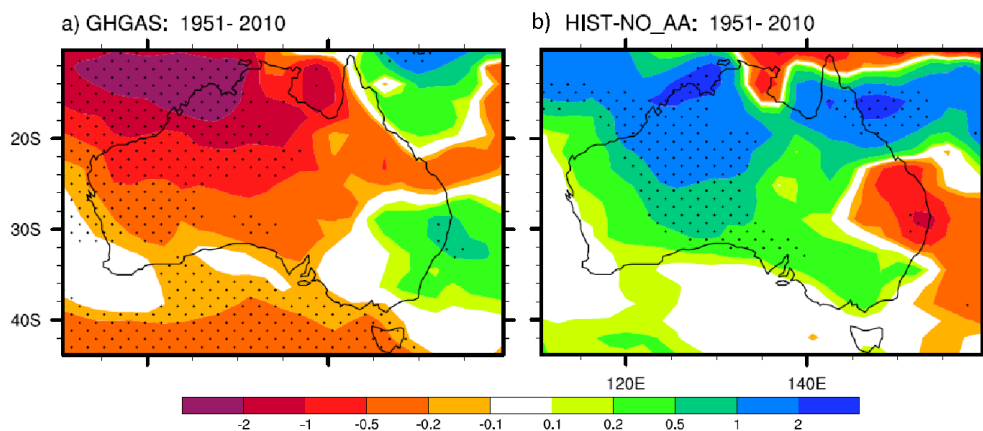 a) GHGAS: 1951-2010
b) HIST-NO_AA: 1951-2010
20S
30S
40S
120E 140E
-2 -1 -0.5 -0.2 -0.1 0.1 0.2 0.5 1 2